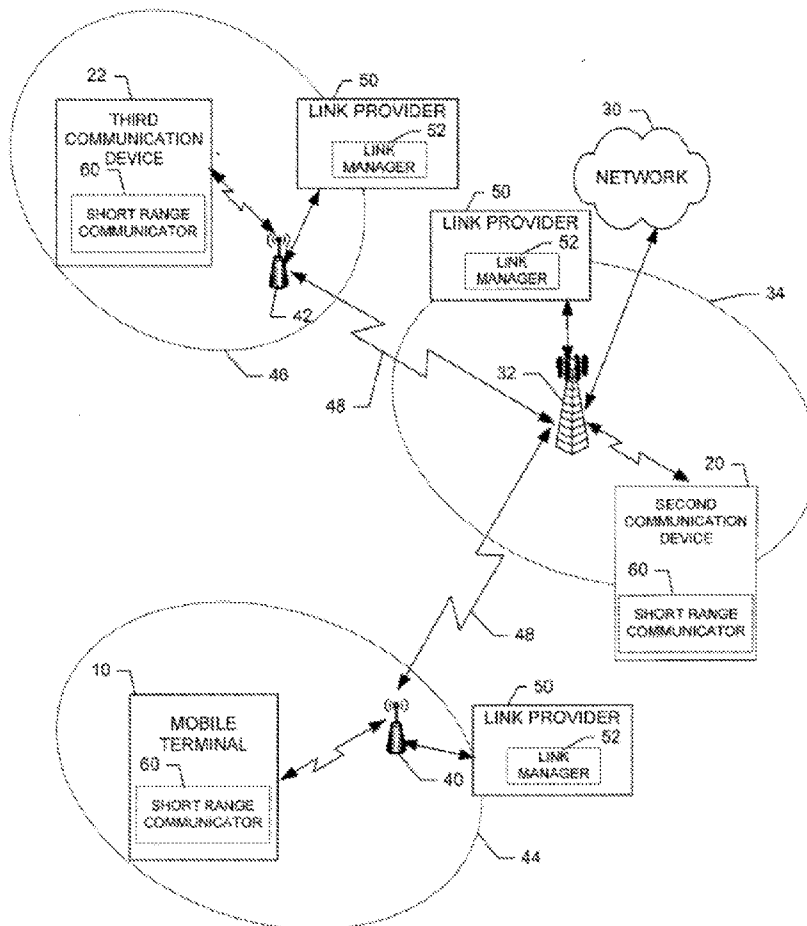 22
THIRD
COMMUNICATION
DEVICE
60
SHORT RANGE
COMMUNICATOR
50
LINK PROVIDER
52
LINK
MANAGER
42
46
48
30
NETWORK
50
LINK PROVIDER
52
LINK
MANAGER
34
32
20
SECOND
COMMUNICATION
DEVICE
60
SHORT RANGE
COMMUNICATOR
48
10
MOBILE
TERMINAL
60
SHORT RANGE
COMMUNICATOR
40
50
LINK PROVIDER
52
LINK
MANAGER
44